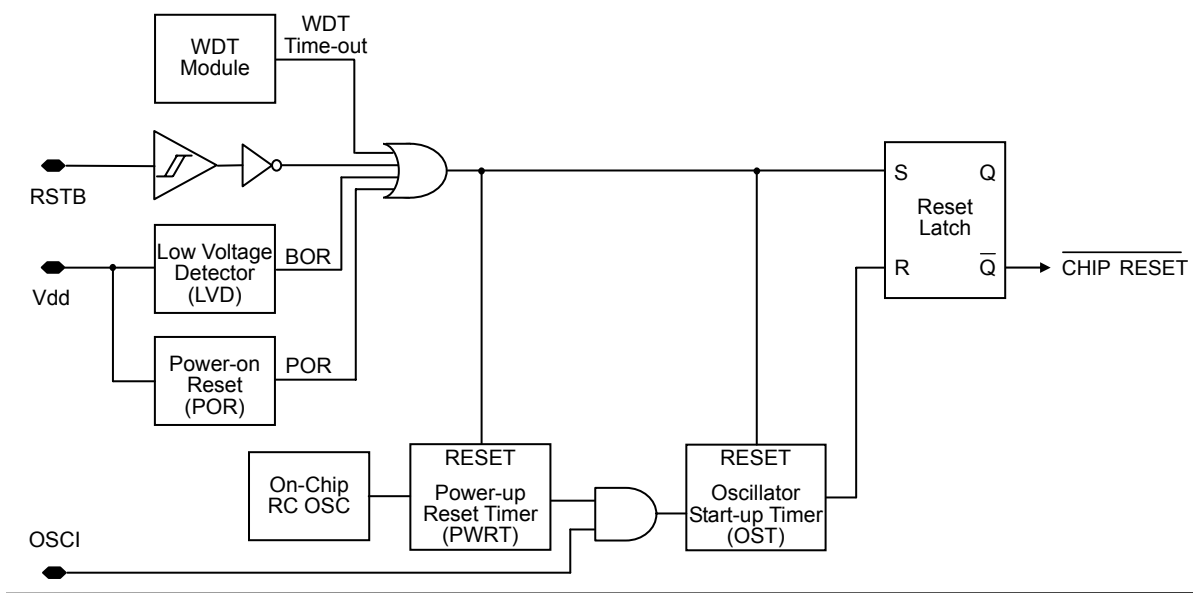 WDT
Module
WDT
Time-out
RSTB
Low Voltage
Detector
(LVD)
BOR
Vdd
Power-on
Reset
(POR)
POR
S
Q
Reset
Latch
R
Q̅
CHIP RESET
On-Chip
RC OSC
RESET
Power-up
Reset Timer
(PWRT)
RESET
Oscillator
Start-up Timer
(OST)
OSCI